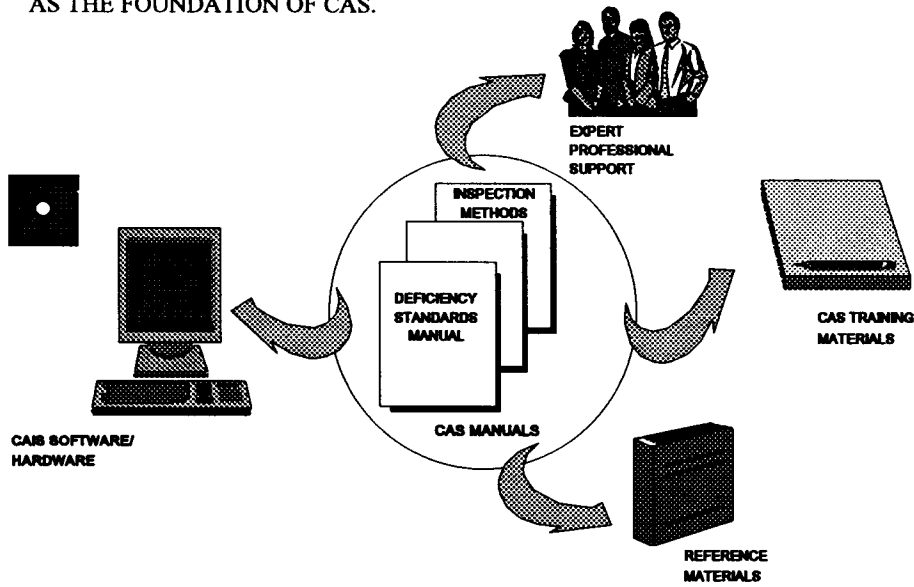 AS THE FOUNDATION OF CAS.
EXPERT
PROFESSIONAL
SUPPORT
INSPECTION
METHODS
DEFICIENCY
STANDARDS
MANUAL
CAS TRAINING
MATERIALS
CAS MANUALS
CAIS SOFTWARE/
HARDWARE
REFERENCE
MATERIALS